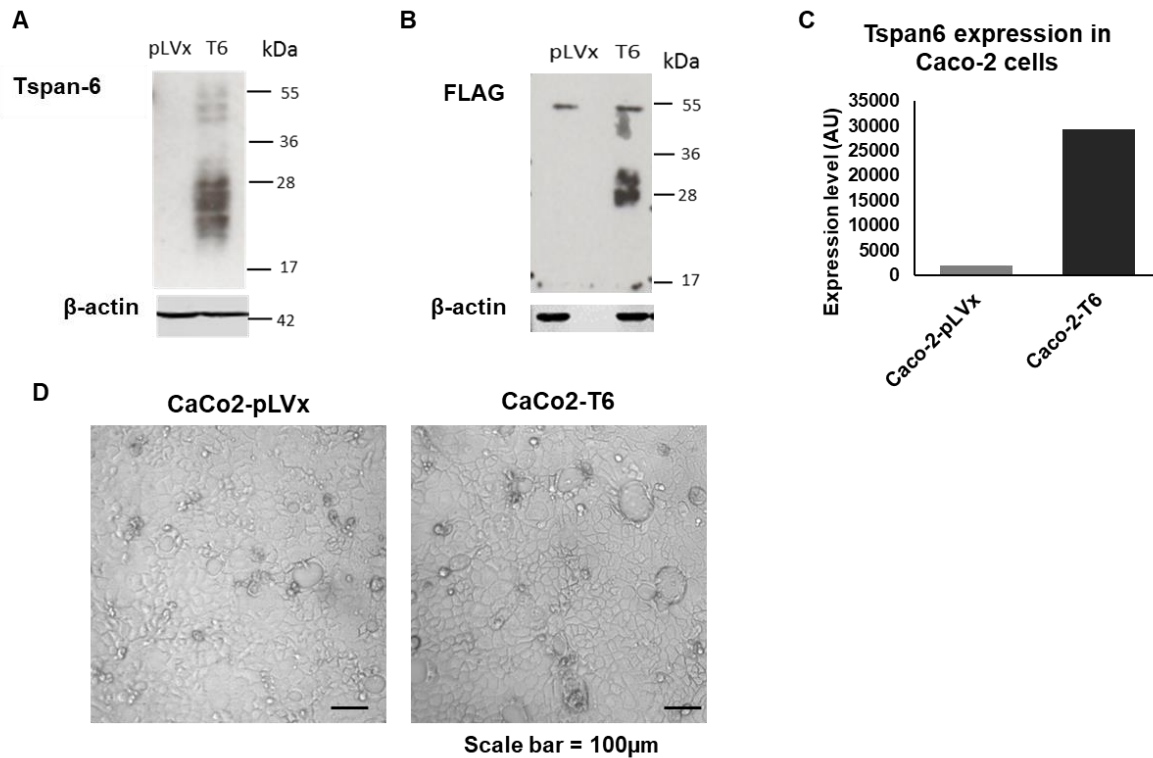 A
pLVx T6 kDa
Tspan-6
55
36
28
17
β-actin
42
B
pLVx T6 kDa
FLAG
55
36
28
17
β-actin
C
Tspan6 expression in
Caco-2 cells
Expression level (AU)
35000
30000
25000
20000
15000
10000
5000
0
Caco-2-pLVx
Caco-2-T6
D
CaCo2-pLVx
CaCo2-T6
Scale bar = 100µm